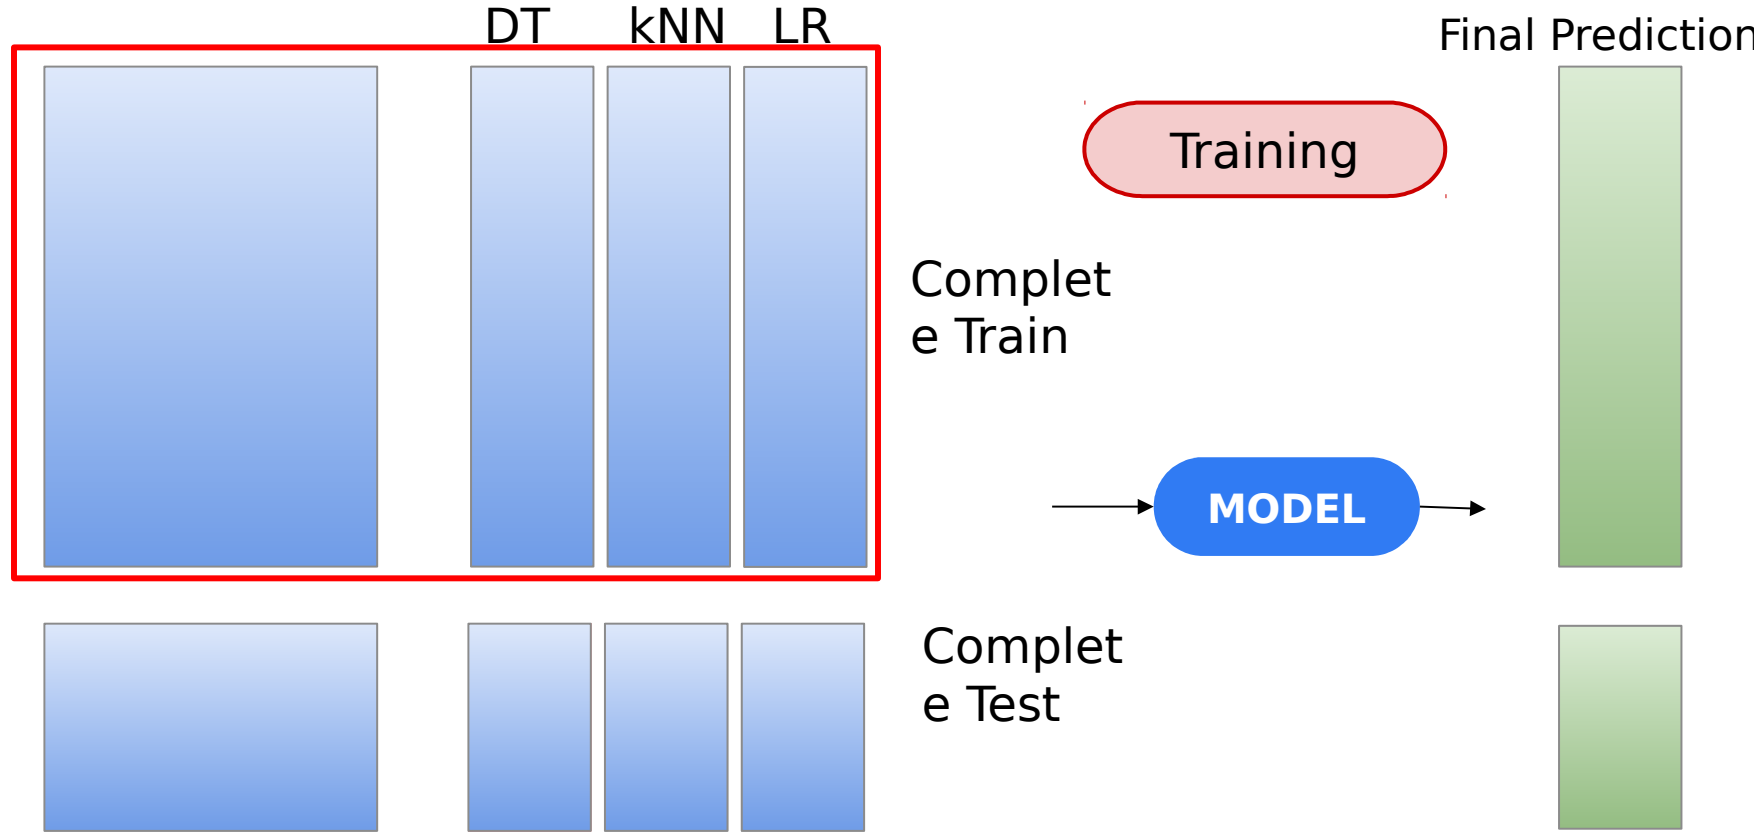 DT kNN LR
Final Prediction
Training
Complet
e Train
MODEL
Complet
e Test